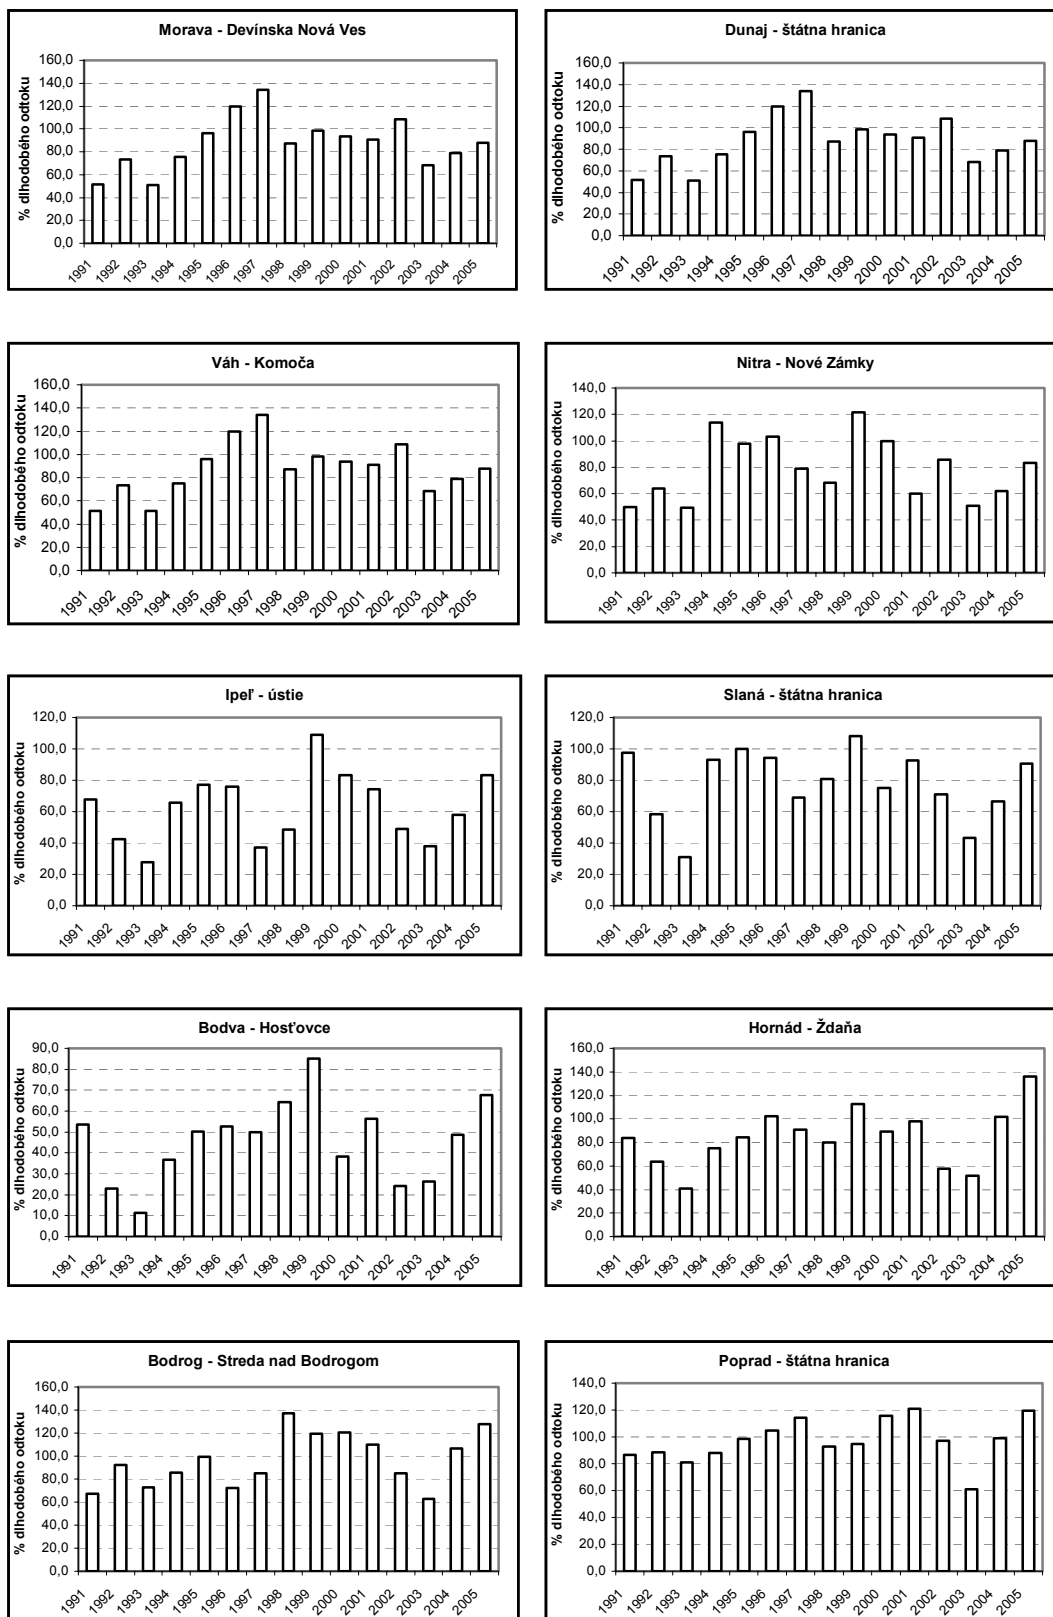 Morava - Devínska Nová Ves
% dlhodobého odtoku
160,0
140,0
120,0
100,0
80,0
60,0
40,0
20,0
0,0
1991 1992 1993 1994 1995 1996 1997 1998 1999 2000 2001 2002 2003 2004 2005
Dunaj - štátna hranica
% dlhodobého odtoku
160,0
140,0
120,0
100,0
80,0
60,0
40,0
20,0
0,0
1991 1992 1993 1994 1995 1996 1997 1998 1999 2000 2001 2002 2003 2004 2005
Váh - Komoča
% dlhodobého odtoku
160,0
140,0
120,0
100,0
80,0
60,0
40,0
20,0
0,0
1991 1992 1993 1994 1995 1996 1997 1998 1999 2000 2001 2002 2003 2004 2005
Nitra - Nové Zámky
% dlhodobého odtoku
140,0
120,0
100,0
80,0
60,0
40,0
20,0
0,0
1991 1992 1993 1994 1995 1996 1997 1998 1999 2000 2001 2002 2003 2004 2005
Ipeľ - ústie
% dlhodobého odtoku
120,0
100,0
80,0
60,0
40,0
20,0
0,0
1991 1992 1993 1994 1995 1996 1997 1998 1999 2000 2001 2002 2003 2004 2005
Slaná - štátna hranica
% dlhodobého odtoku
120,0
100,0
80,0
60,0
40,0
20,0
0,0
1991 1992 1993 1994 1995 1996 1997 1998 1999 2000 2001 2002 2003 2004 2005
Bodva - Hosťovce
% dlhodobého odtoku
90,0
80,0
70,0
60,0
50,0
40,0
30,0
20,0
10,0
0,0
1991 1992 1993 1994 1995 1996 1997 1998 1999 2000 2001 2002 2003 2004 2005
Hornád - Ždaňa
% dlhodobého odtoku
160,0
140,0
120,0
100,0
80,0
60,0
40,0
20,0
0,0
1991 1992 1993 1994 1995 1996 1997 1998 1999 2000 2001 2002 2003 2004 2005
Bodrog - Streda nad Bodrogom
% dlhodobého odtoku
160,0
140,0
120,0
100,0
80,0
60,0
40,0
20,0
0,0
1991 1992 1993 1994 1995 1996 1997 1998 1999 2000 2001 2002 2003 2004 2005
Poprad - štátna hranica
% dlhodobého odtoku
140,0
120,0
100,0
80,0
60,0
40,0
20,0
0,0
1991 1992 1993 1994 1995 1996 1997 1998 1999 2000 2001 2002 2003 2004 2005